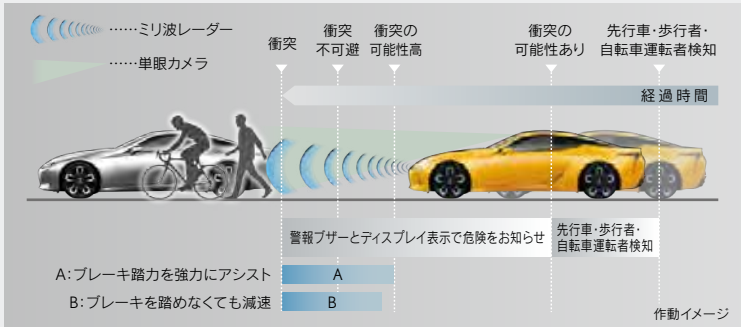 ……ミリ波レーダー
……単眼カメラ
衝突
衝突
不可避
衝突の
可能性高
衝突の
可能性あり
先行車・歩行者・
自転車運転者検知
経過時間
警報ブザーとディスプレイ表示で危険をお知らせ
先行車・歩行者・
自転車運転者検知
A：ブレーキ踏力を強力にアシスト
A
B：ブレーキを踏めなくても減速
B
作動イメージ